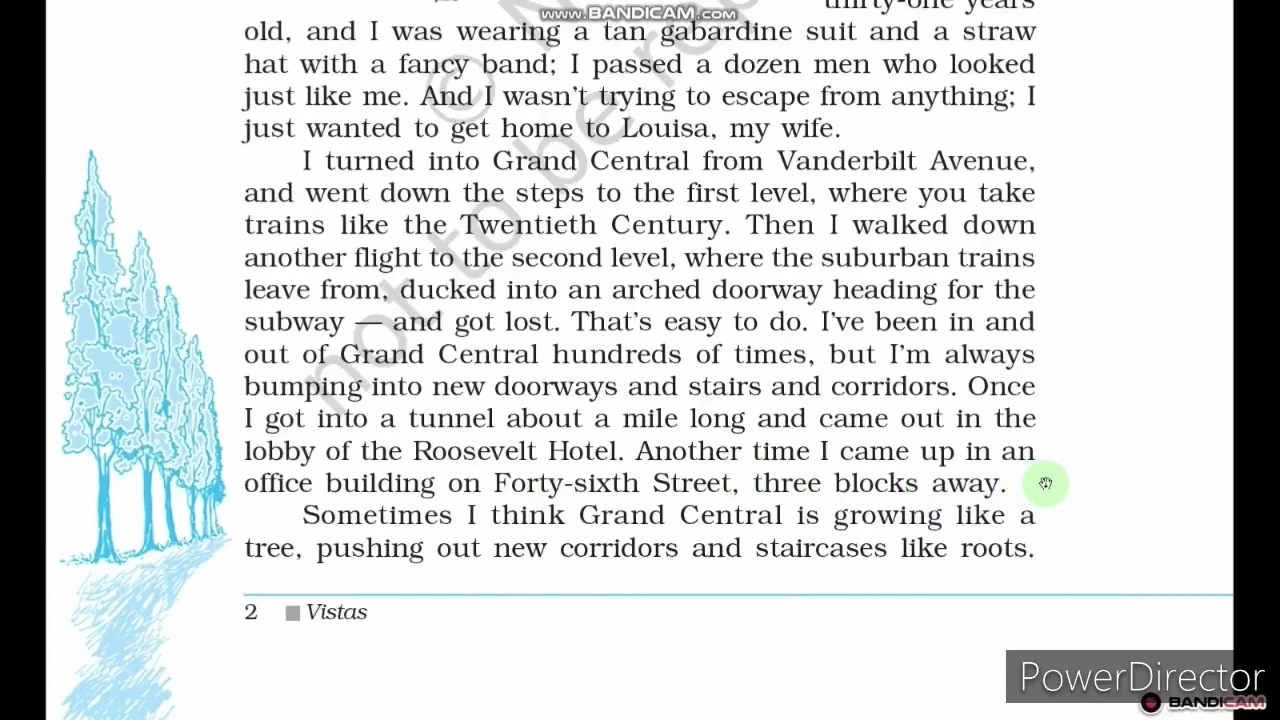 www.BANDICAM.com
thirty-one years
old, and I was wearing a tan gabardine suit and a straw
hat with a fancy band; I passed a dozen men who looked
just like me. And I wasn't trying to escape from anything; I
just wanted to get home to Louisa, my wife.
I turned into Grand Central from Vanderbilt Avenue,
and went down the steps to the first level, where you take
trains like the Twentieth Century. Then I walked down
another flight to the second level, where the suburban trains
leave from, ducked into an arched doorway heading for the
subway — and got lost. That's easy to do. I've been in and
out of Grand Central hundreds of times, but I'm always
bumping into new doorways and stairs and corridors. Once
I got into a tunnel about a mile long and came out in the
lobby of the Roosevelt Hotel. Another time I came up in an
office building on Forty-sixth Street, three blocks away.
Sometimes I think Grand Central is growing like a
tree, pushing out new corridors and staircases like roots.
2 Vistas
not to be
PowerDirector
BANDICAM